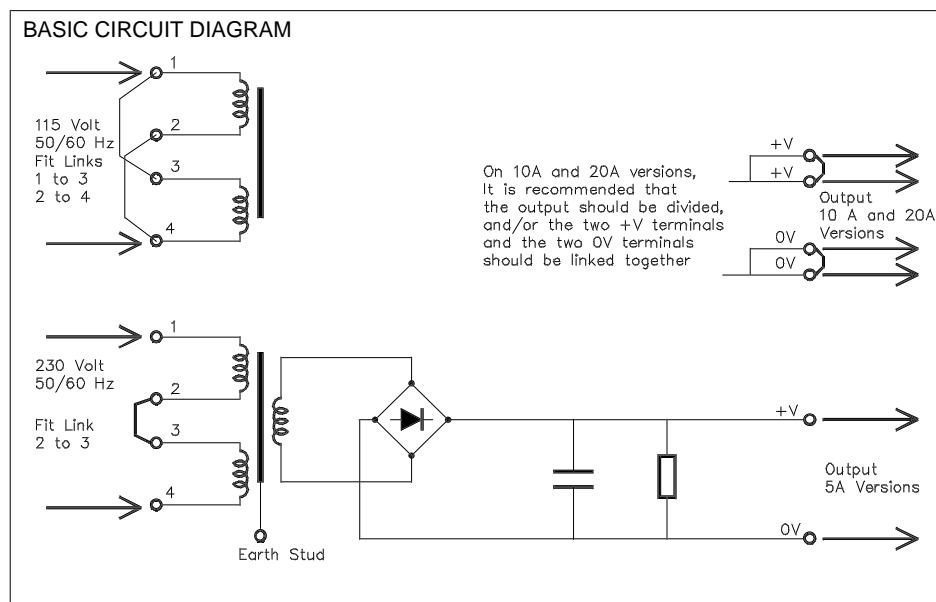 BASIC CIRCUIT DIAGRAM
1
115 Volt
50/60 Hz
Fit Links
1 to 3
2 to 4
2
3
4
On 10A and 20A versions,
It is recommended that
the output should be divided,
and/or the two +V terminals
and the two 0V terminals
should be linked together
+V
+V
Output
10 A and 20A
Versions
0V
0V
1
230 Volt
50/60 Hz
2
Fit Link
2 to 3
3
4
Earth Stud
+V
Output
5A Versions
0V